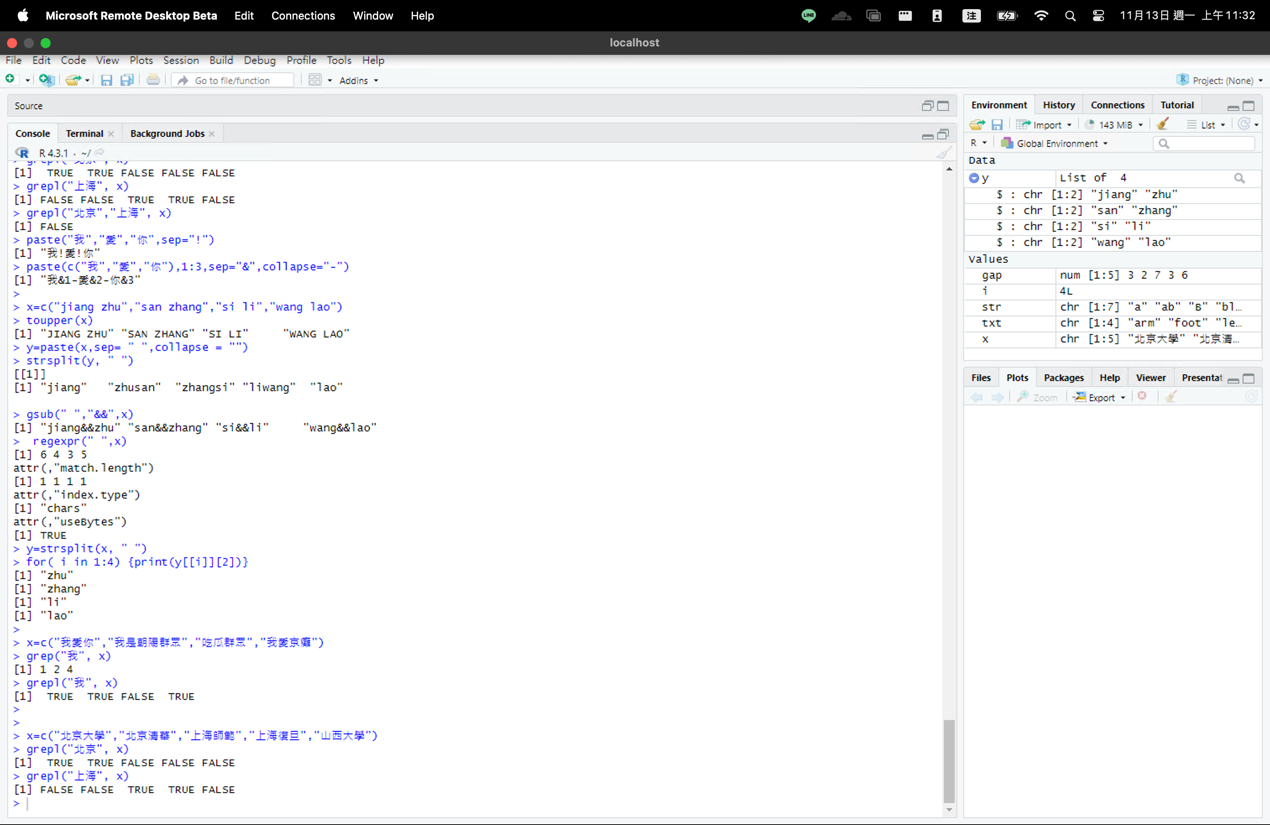 Microsoft Remote Desktop Beta Edit Connections Window Help 注 11月13日 週一 上午11:32
localhost
File Edit Code View Plots Session Build Debug Profile Tools Help
Go to file/function Addins Project: (None)
Source
Console Terminal Background Jobs
R 4.3.1 · ~/
[1]  TRUE  TRUE FALSE FALSE FALSE
> grepl("上海", x)
[1] FALSE FALSE  TRUE  TRUE FALSE
> grepl("北京","上海", x)
[1] FALSE
> paste("我","愛","你",sep="!")
[1] "我!愛!你"
> paste(c("我","愛","你"),1:3,sep="&",collapse="-")
[1] "我&1-愛&2-你&3"
>
> x=c("jiang zhu","san zhang","si li","wang lao")
> toupper(x)
[1] "JIANG ZHU" "SAN ZHANG" "SI LI"     "WANG LAO"
> y=paste(x,sep= " ",collapse = "")
> strsplit(y, " ")
[[1]]
[1] "jiang"   "zhusan"  "zhangsi" "liwang"  "lao"
> gsub(" ","&&",x)
[1] "jiang&&zhu" "san&&zhang" "si&&li"     "wang&&lao"
>  regexpr(" ",x)
[1] 6 4 3 5
attr(,"match.length")
[1] 1 1 1 1
attr(,"index.type")
[1] "chars"
attr(,"useBytes")
[1] TRUE
> y=strsplit(x, " ")
> for( i in 1:4) {print(y[[i]][2])}
[1] "zhu"
[1] "zhang"
[1] "li"
[1] "lao"
>
> x=c("我愛你","我是朝陽群眾","吃瓜群眾","我愛京癱")
> grep("我", x)
[1] 1 2 4
> grepl("我", x)
[1]  TRUE  TRUE FALSE  TRUE
>
>
> x=c("北京大學","北京清華","上海師範","上海復旦","山西大學")
> grepl("北京", x)
[1]  TRUE  TRUE FALSE FALSE FALSE
> grepl("上海", x)
[1] FALSE FALSE  TRUE  TRUE FALSE
>
Environment History Connections Tutorial
Import 143 MiB List
R Global Environment
Data
y List of  4
$ : chr [1:2] "jiang" "zhu"
$ : chr [1:2] "san" "zhang"
$ : chr [1:2] "si" "li"
$ : chr [1:2] "wang" "lao"
Values
gap num [1:5] 3 2 7 3 6
i 4L
str chr [1:7] "a" "ab" "B" "bl…
txt chr [1:4] "arm" "foot" "le…
x chr [1:5] "北京大學" "北京清…
Files Plots Packages Help Viewer Presentat
Zoom Export